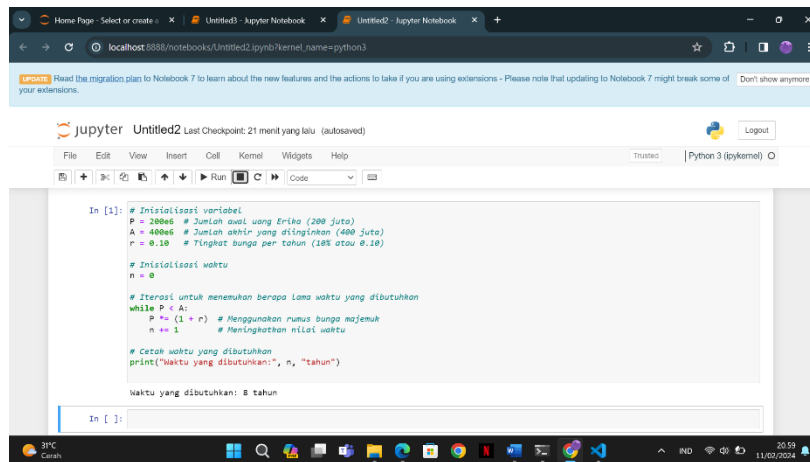 Home Page - Select or create a
Untitled3 - Jupyter Notebook
Untitled2 - Jupyter Notebook
localhost:8888/notebooks/Untitled2.ipynb?kernel_name=python3
UPDATE Read the migration plan to Notebook 7 to learn about the new features and the actions to take if you are using extensions - Please note that updating to Notebook 7 might break some of your extensions.
Don't show anymore
jupyter Untitled2 Last Checkpoint: 21 menit yang lalu (autosaved)
Logout
File Edit View Insert Cell Kernel Widgets Help
Trusted
Python 3 (ipykernel)
Run
Code
In [1]: # Inisialisasi variabel
P = 200e6 # Jumlah awal uang Erika (200 juta)
A = 400e6 # Jumlah akhir yang diinginkan (400 juta)
r = 0.10 # Tingkat bunga per tahun (10% atau 0.10)
# Inisialisasi waktu
n = 0
# Iterasi untuk menemukan berapa lama waktu yang dibutuhkan
while P < A:
P *= (1 + r) # Menggunakan rumus bunga majemuk
n += 1 # Meningkatkan nilai waktu
# Cetak waktu yang dibutuhkan
print("Waktu yang dibutuhkan:", n, "tahun")
Waktu yang dibutuhkan: 8 tahun
In [ ]:
31°C
Cerah
IND
20.59
11/02/2024